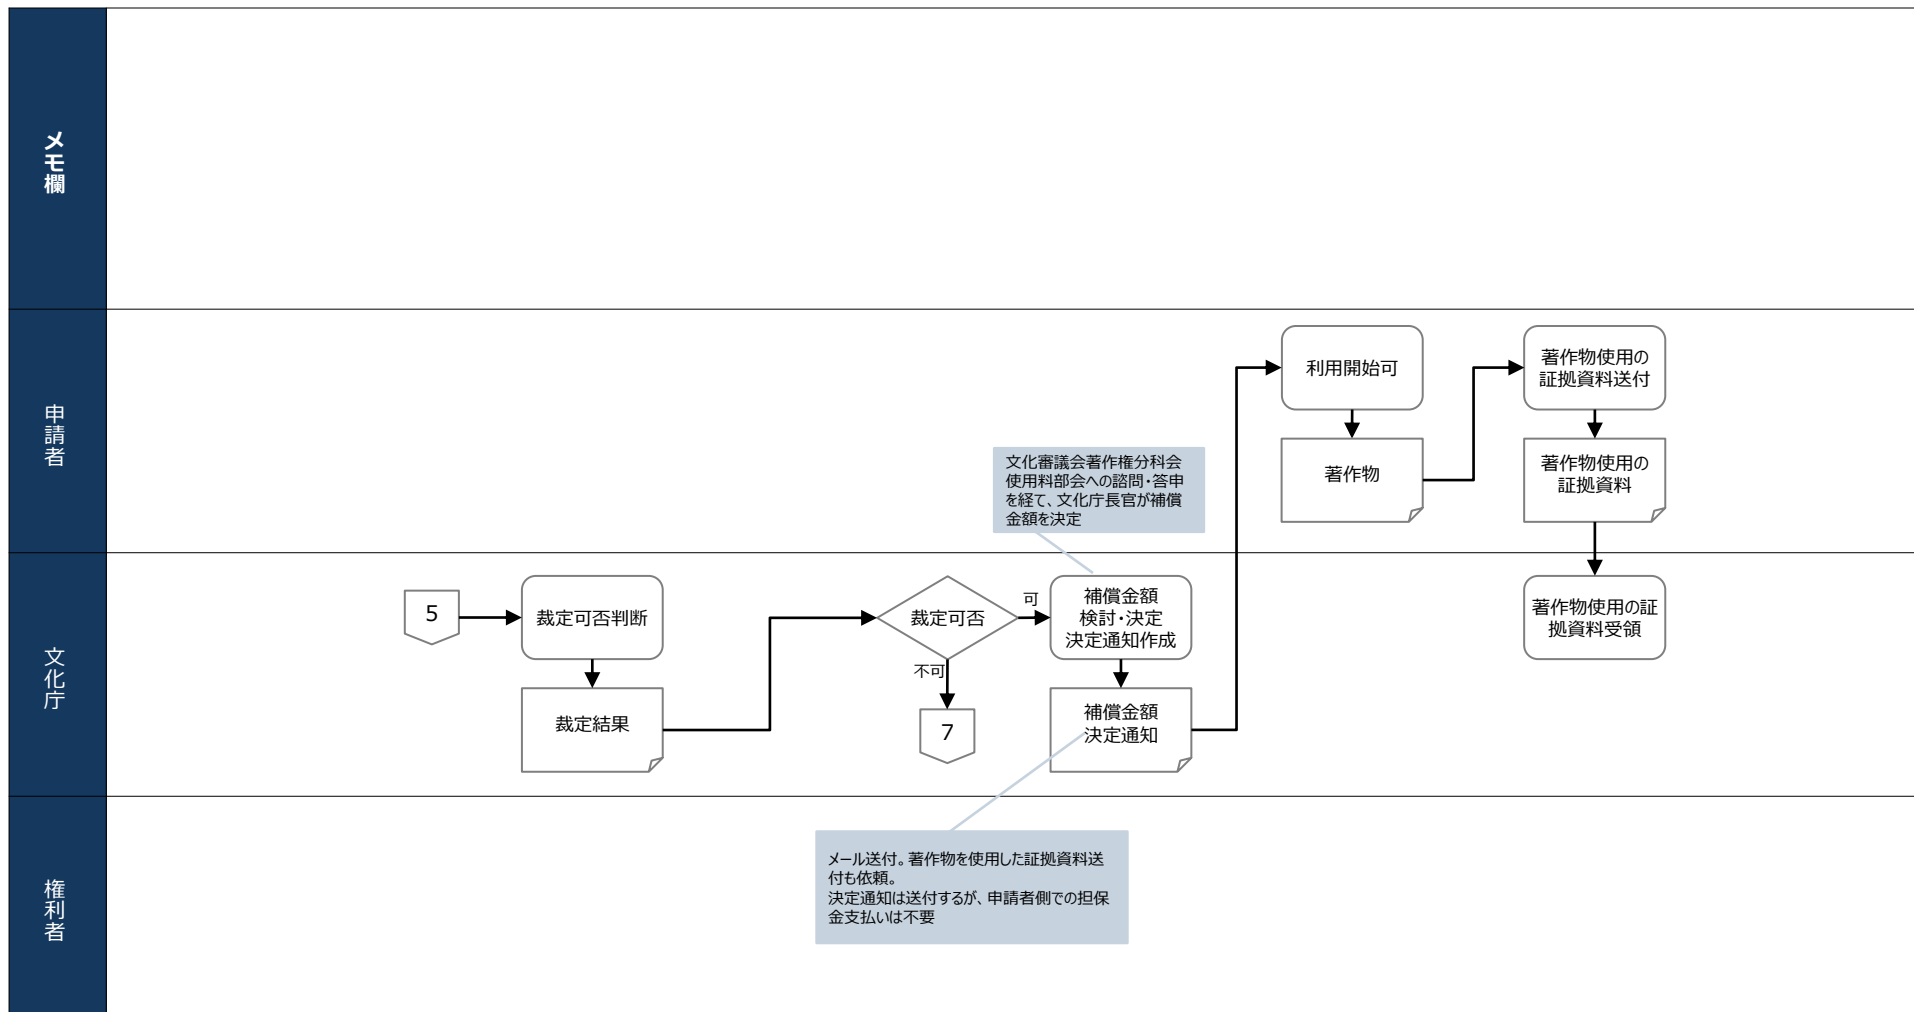 メモ欄
申請者
利用開始可
著作物使用の
証拠資料送付
著作物
著作物使用の
証拠資料
文化審議会著作権分科会
使用料部会への諮問・答申
を経て、文化庁長官が補償
金額を決定
文化庁
5
裁定可否判断
裁定結果
裁定可否
可
不可
7
補償金額
検討・決定
決定通知作成
補償金額
決定通知
著作物使用の証
拠資料受領
権利者
メール送付。著作物を使用した証拠資料送
付も依頼。
決定通知は送付するが、申請者側での担保
金支払いは不要